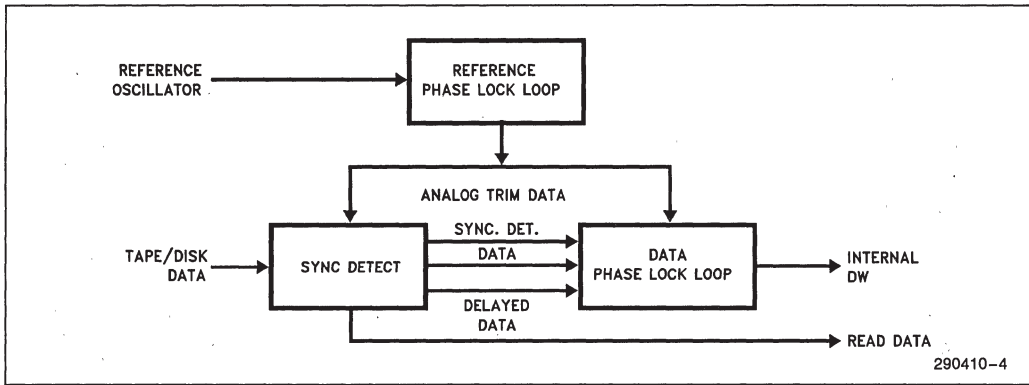 REFERENCE
OSCILLATOR
REFERENCE
PHASE LOCK LOOP
ANALOG TRIM DATA
TAPE/DISK
DATA
SYNC DETECT
SYNC. DET.
DATA
DELAYED
DATA
DATA
PHASE LOCK LOOP
INTERNAL
DW
READ DATA
290410-4